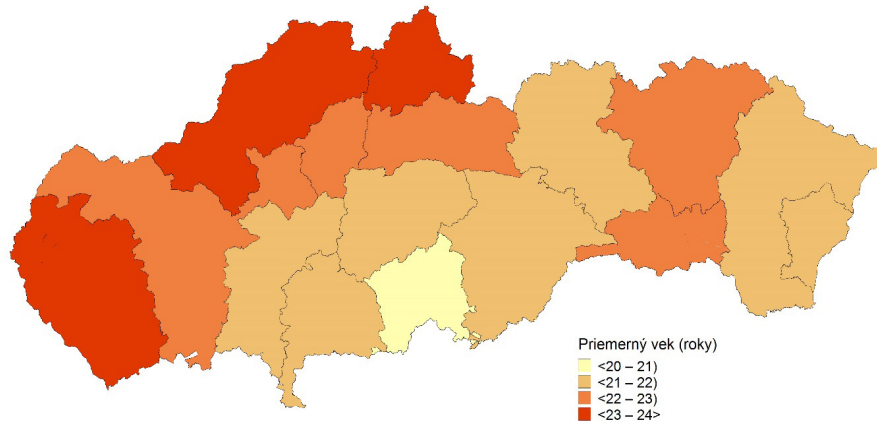 Priemerný vek (roky)
<20 – 21)
<21 – 22)
<22 – 23)
<23 – 24>